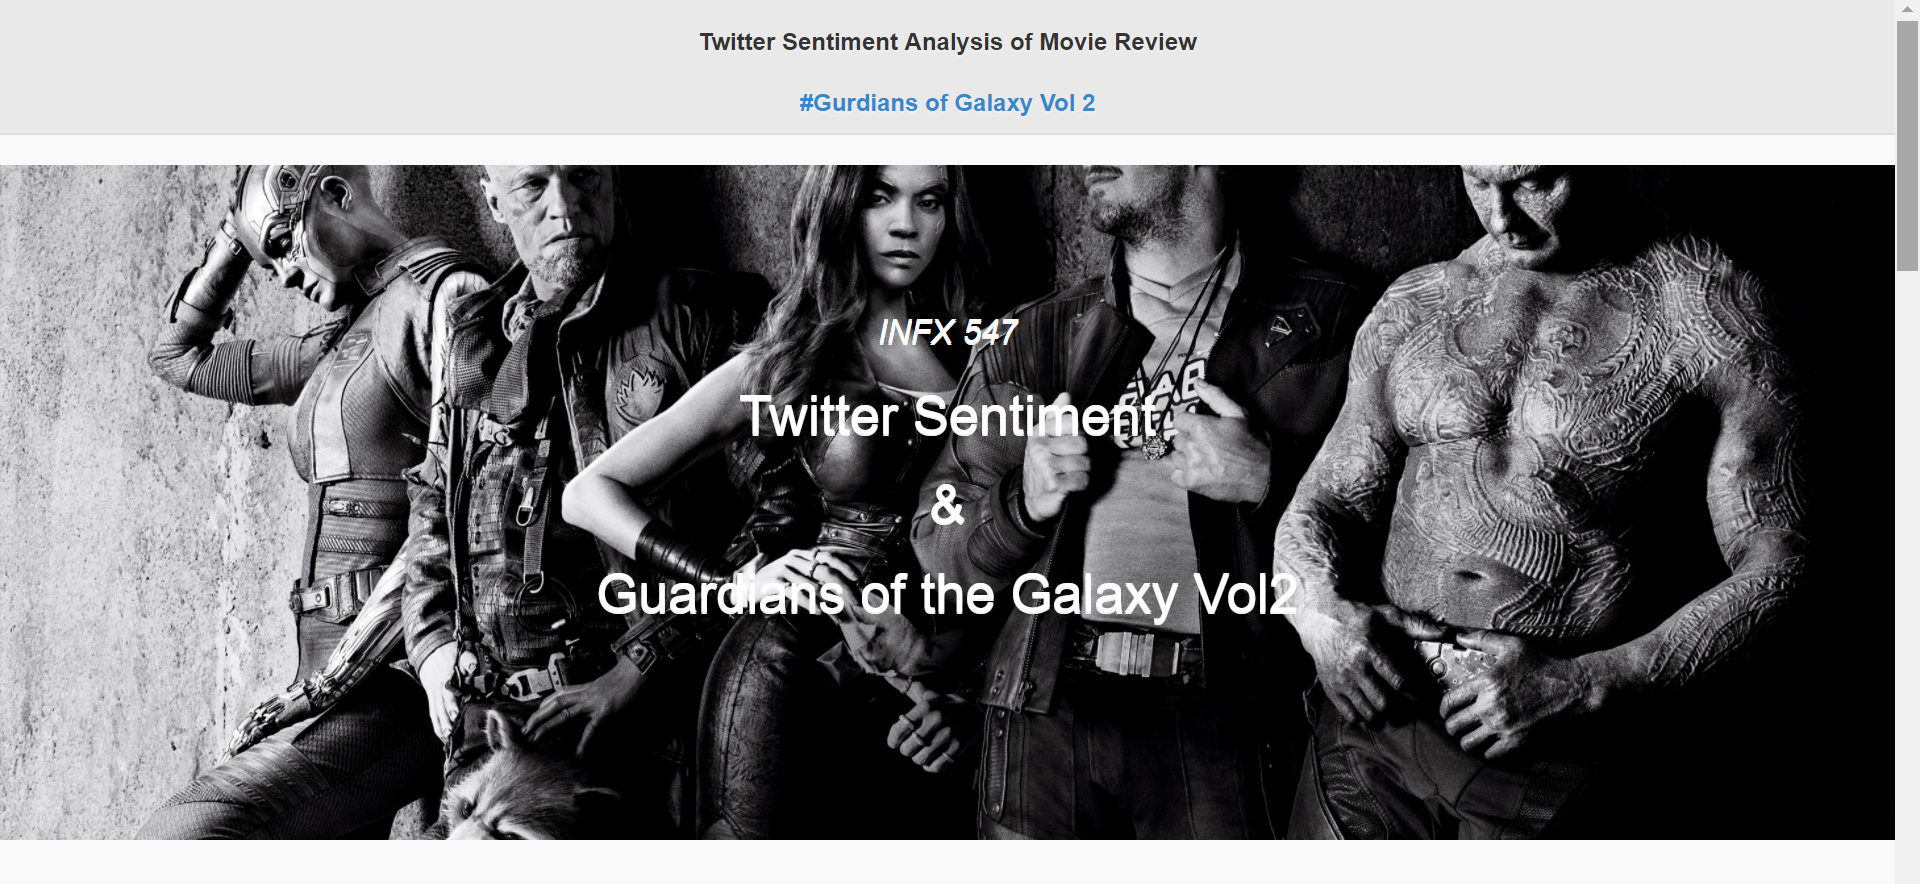 Twitter Sentiment Analysis of Movie Review
#Gurdians of Galaxy Vol 2
INFX 547
Twitter Sentiment
&
Guardians of the Galaxy Vol2